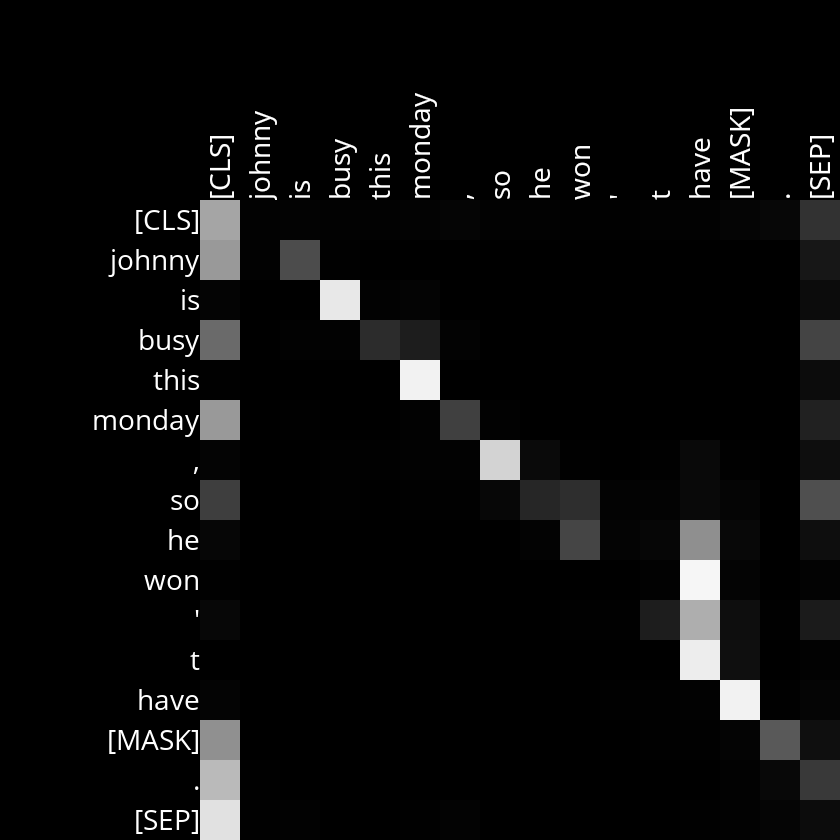 [CLS] johnny is busy this monday , so he won ' t have [MASK] . [SEP]
[CLS]
johnny
is
busy
this
monday
,
so
he
won
'
t
have
[MASK]
.
[SEP]